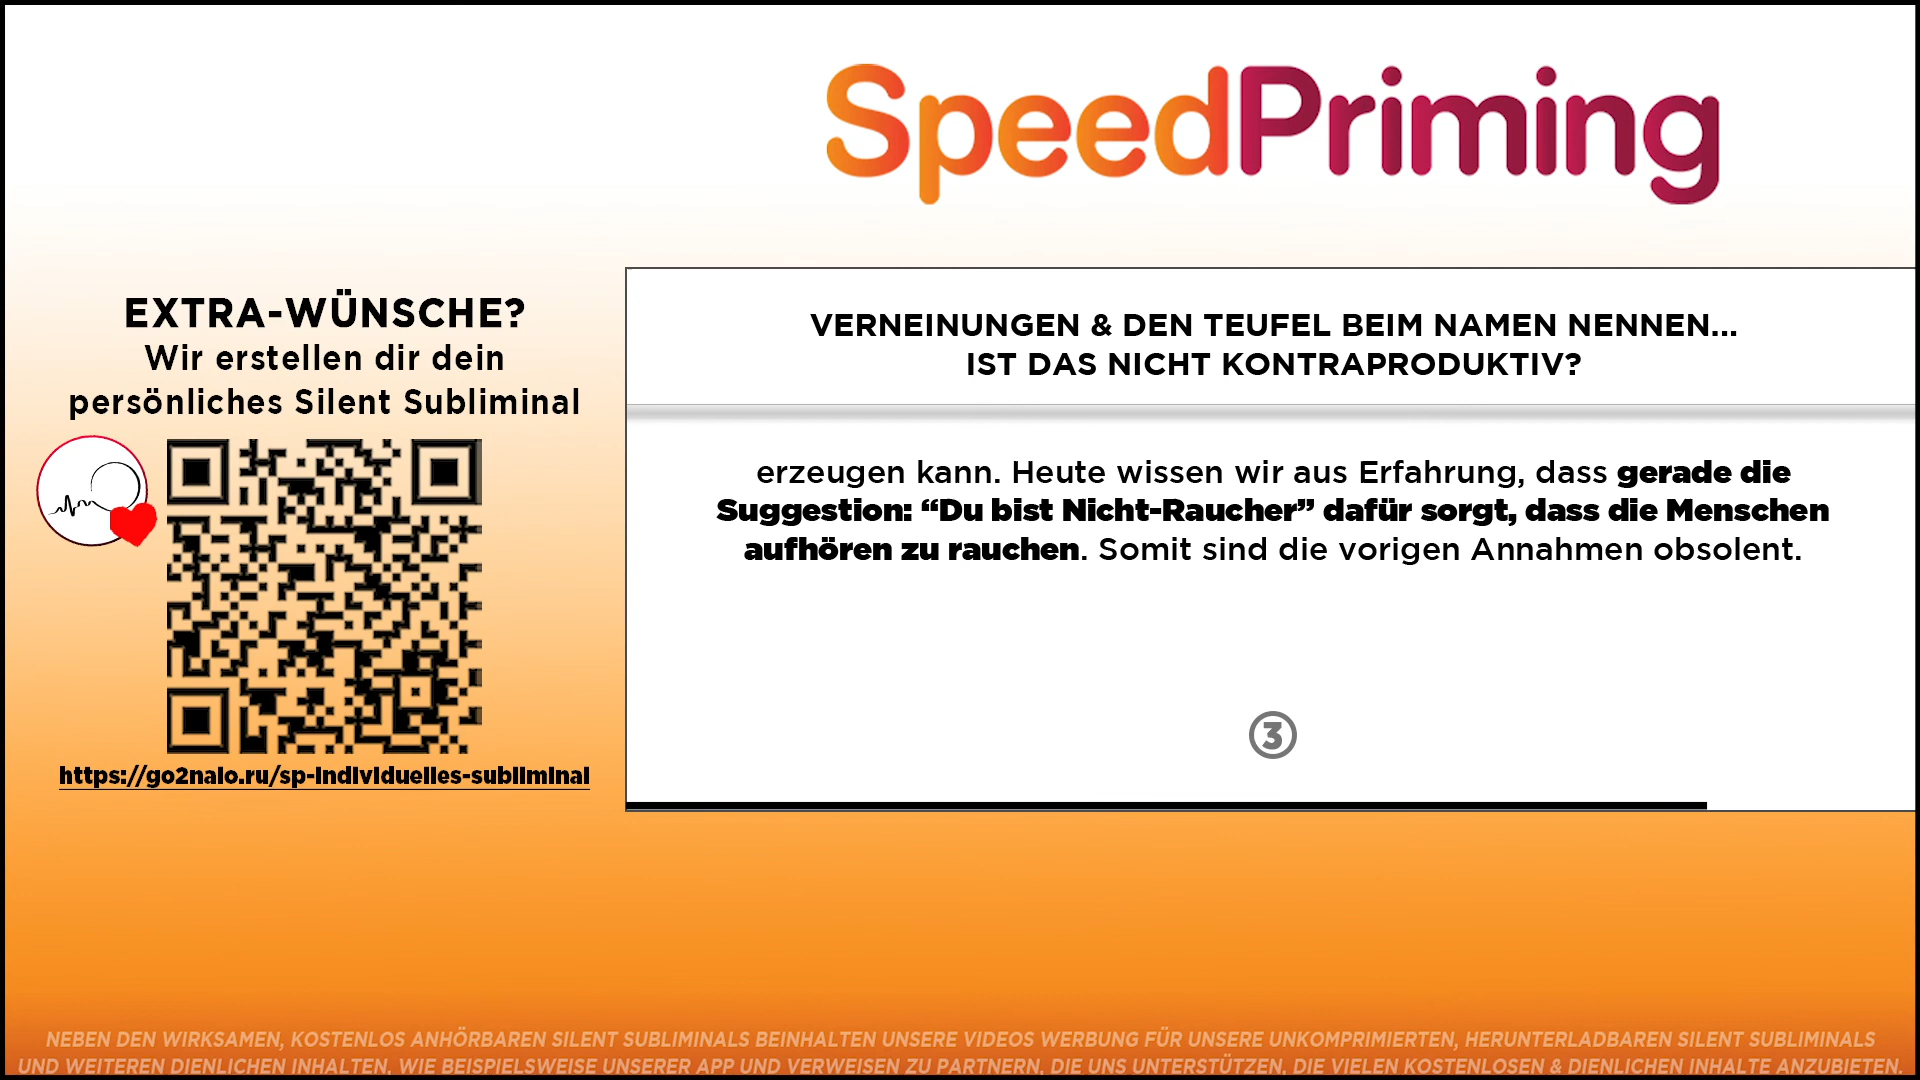 SpeedPriming
EXTRA-WÜNSCHE?
Wir erstellen dir dein
persönliches Silent Subliminal
https://go2nalo.ru/sp-individuelles-subliminal
VERNEINUNGEN & DEN TEUFEL BEIM NAMEN NENNEN...
IST DAS NICHT KONTRAPRODUKTIV?
erzeugen kann. Heute wissen wir aus Erfahrung, dass gerade die
Suggestion: “Du bist Nicht-Raucher” dafür sorgt, dass die Menschen
aufhören zu rauchen. Somit sind die vorigen Annahmen obsolent.
3
NEBEN DEN WIRKSAMEN, KOSTENLOS ANHÖRBAREN SILENT SUBLIMINALS BEINHALTEN UNSERE VIDEOS WERBUNG FÜR UNSERE UNKOMPRIMIERTEN, HERUNTERLADBAREN SILENT SUBLIMINALS
UND WEITEREN DIENLICHEN INHALTEN, WIE BEISPIELSWEISE UNSERER APP UND VERWEISEN ZU PARTNERN, DIE UNS UNTERSTÜTZEN, DIE VIELEN KOSTENLOSEN & DIENLICHEN INHALTE ANZUBIETEN.